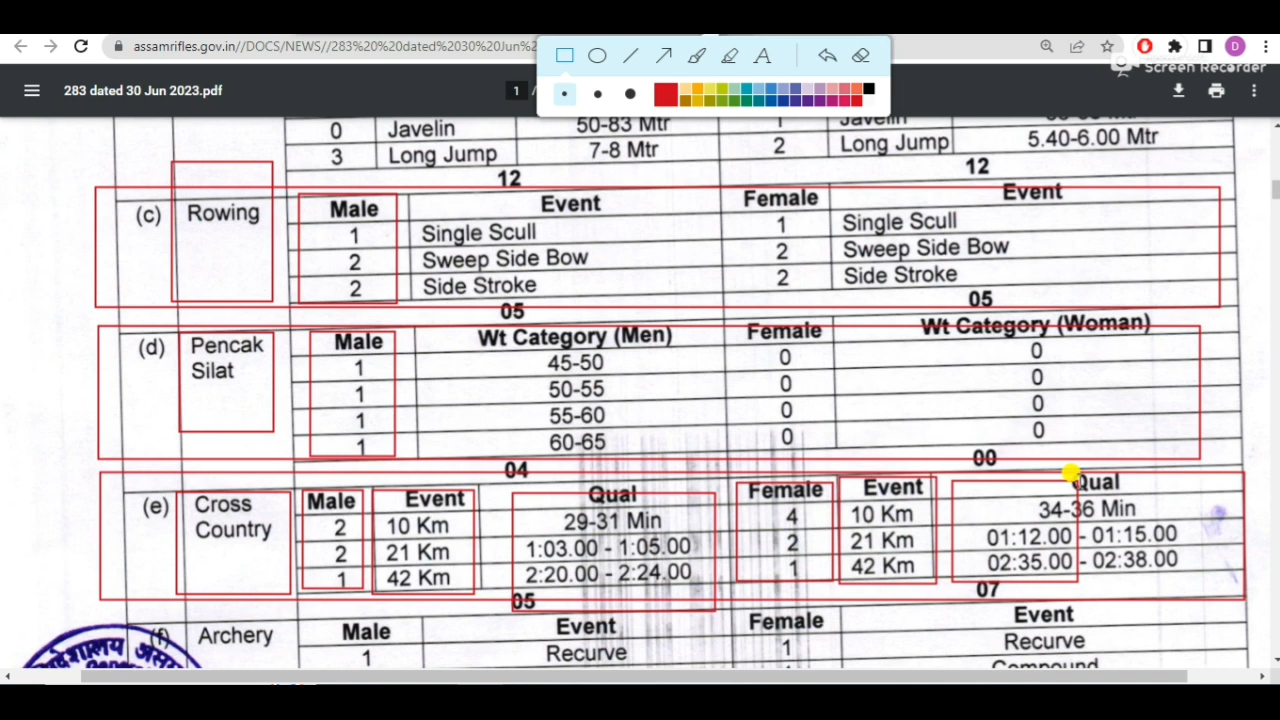 assamrifles.gov.in//DOCS/NEWS//283%20%20dated%2030%20Jun%2
A
D
Screen Recorder
283 dated 30 Jun 2023.pdf
1 /
0 Javelin 50-83 Mtr 1 Javelin
3 Long Jump 7-8 Mtr 2 Long Jump 5.40-6.00 Mtr
12 12
(c) Rowing Male Event Female Event
1 Single Scull 1 Single Scull
2 Sweep Side Bow 2 Sweep Side Bow
2 Side Stroke 2 Side Stroke
05 05
(d) Pencak Silat Male Wt Category (Men) Female Wt Category (Woman)
1 45-50 0 0
1 50-55 0 0
1 55-60 0 0
1 60-65 0 0
04 00
(e) Cross Country Male Event Qual Female Event Qual
2 10 Km 29-31 Min 4 10 Km 34-36 Min
2 21 Km 1:03.00 - 1:05.00 2 21 Km 01:12.00 - 01:15.00
1 42 Km 2:20.00 - 2:24.00 1 42 Km 02:35.00 - 02:38.00
05 07
(f) Archery Male Event Female Event
1 Recurve 1 Recurve
Compound